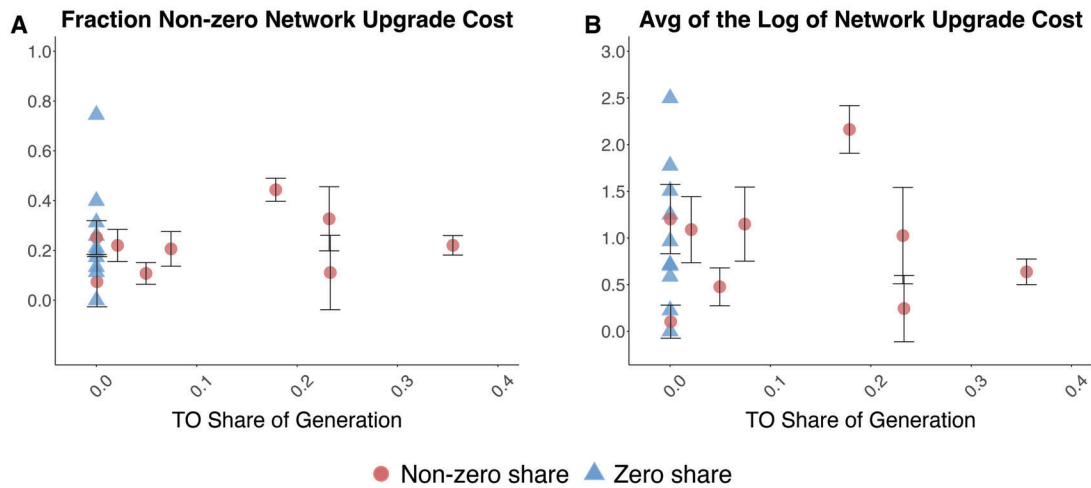 A Fraction Non-zero Network Upgrade Cost
1.0
0.8
0.6
0.4
0.2
0.0
0.0 0.1 0.2 0.3 0.4
TO Share of Generation
B Avg of the Log of Network Upgrade Cost
3.0
2.5
2.0
1.5
1.0
0.5
0.0
0.0 0.1 0.2 0.3 0.4
TO Share of Generation
Non-zero share Zero share